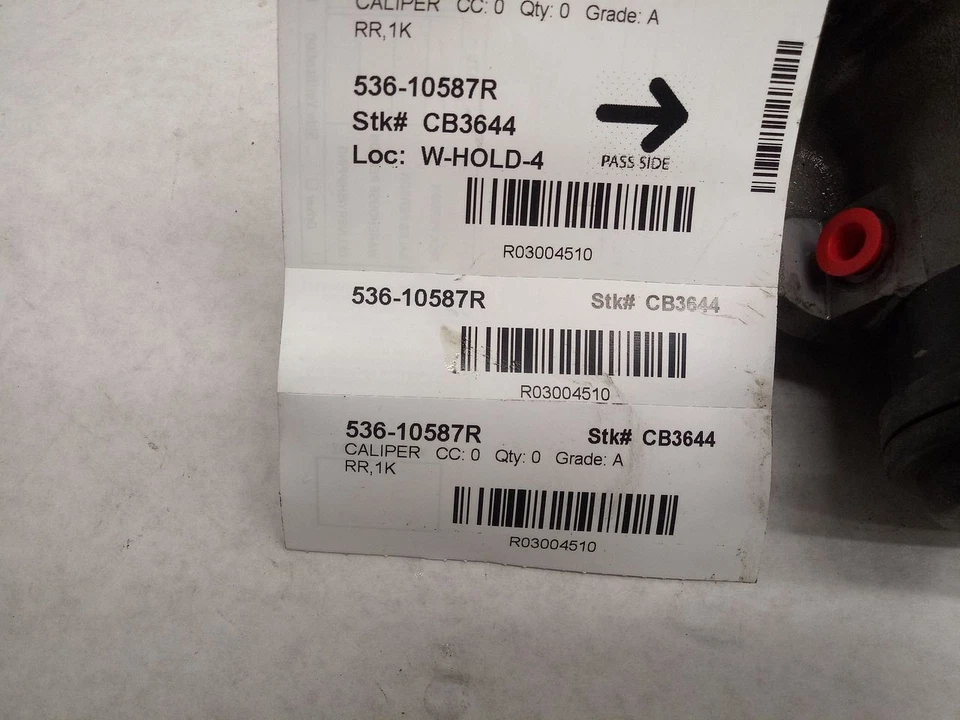 CALIPER CC: 0 Qty: 0 Grade: A
RR,1K
536-10587R
Stk# CB3644
Loc: W-HOLD-4
PASS SIDE
R03004510
536-10587R Stk# CB3644
R03004510
536-10587R Stk# CB3644
CALIPER CC: 0 Qty: 0 Grade: A
RR,1K
R03004510